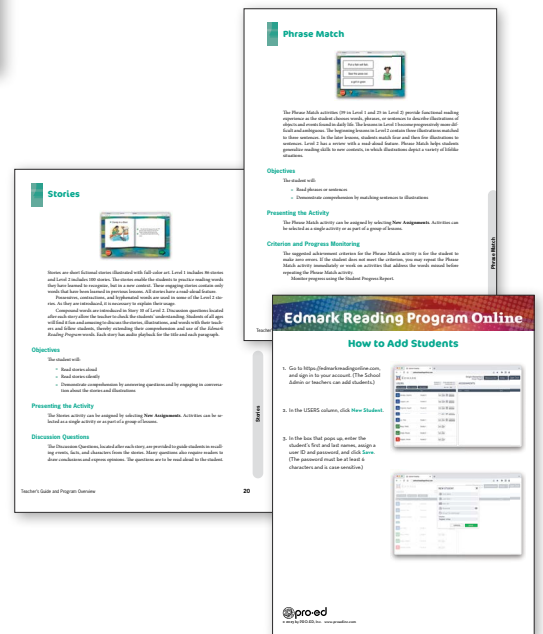 Phrase Match
The Phrase Match activities (39 in Level 1 and 25 in Level 2) provide functional reading
experience as the student chooses words, phrases, or sentences to describe illustrations of
objects and events found in daily life. The lessons in Level 1 become progressively more dif-
ficult and ambiguous. The beginning lessons in Level 2 contain three illustrations matched
to three sentences. In the later lessons, students match four and then five illustrations to
sentences. Level 2 has a review with a read-aloud feature. Phrase Match helps students
generalize reading skills to new contexts, in which illustrations depict a variety of lifelike
situations.
Objectives
The student will:
• Read phrases or sentences
• Demonstrate comprehension by matching sentences to illustrations
Presenting the Activity
The Phrase Match activity can be assigned by selecting New Assignments. Activities can
be selected as a single activity or as part of a group of lessons.
Criterion and Progress Monitoring
The suggested achievement criterion for the Phrase Match activity is for the student to
make zero errors. If the student does not meet the criterion, you may repeat the Phrase
Match activity immediately or work on activities that address the words missed before
repeating the Phrase Match activity.
Monitor progress using the Student Progress Report.
Phrase Match
Teacher
Stories
Stories are short fictional stories illustrated with full-color art. Level 1 includes 86 stories
and Level 2 includes 100 stories. The stories enable the students to practice reading words
they have learned to recognize, but in a new context. These engaging stories contain only
words that have been learned in previous lessons. All stories have a read-aloud feature.
Possessives, contractions, and hyphenated words are used in some of the Level 2 sto-
ries. As they are introduced, it is necessary to explain their usage.
Compound words are introduced in Story 10 of Level 2. Discussion questions located
after each story allow the teacher to check the students' understanding. Students of all ages
will find it fun and amusing to discuss the stories, illustrations, and words with their teach-
ers and fellow students, thereby extending their comprehension and use of the Edmark
Reading Program words. Each story has audio playback for the title and each paragraph.
Objectives
The student will:
• Read stories aloud
• Read stories silently
• Demonstrate comprehension by answering questions and by engaging in conversa-
tion about the stories and illustrations
Presenting the Activity
The Stories activity can be assigned by selecting New Assignments. Activities can be se-
lected as a single activity or as part of a group of lessons.
Discussion Questions
The Discussion Questions, located after each story, are provided to guide students to recall-
ing events, facts, and characters from the stories. Many questions also require readers to
draw conclusions and express opinions. The questions are to be read aloud to the student.
Stories
Teacher's Guide and Program Overview
20
Edmark Reading Program Online
How to Add Students
1. Go to https://edmarkreadingonline.com,
and sign in to your account. (The School
Admin or teachers can add students.)
2. In the USERS column, click New Student.
3. In the box that pops up, enter the
student's first and last names, assign a
user ID and password, and click Save.
(The password must be at least 6
characters and is case sensitive.)
pro·ed